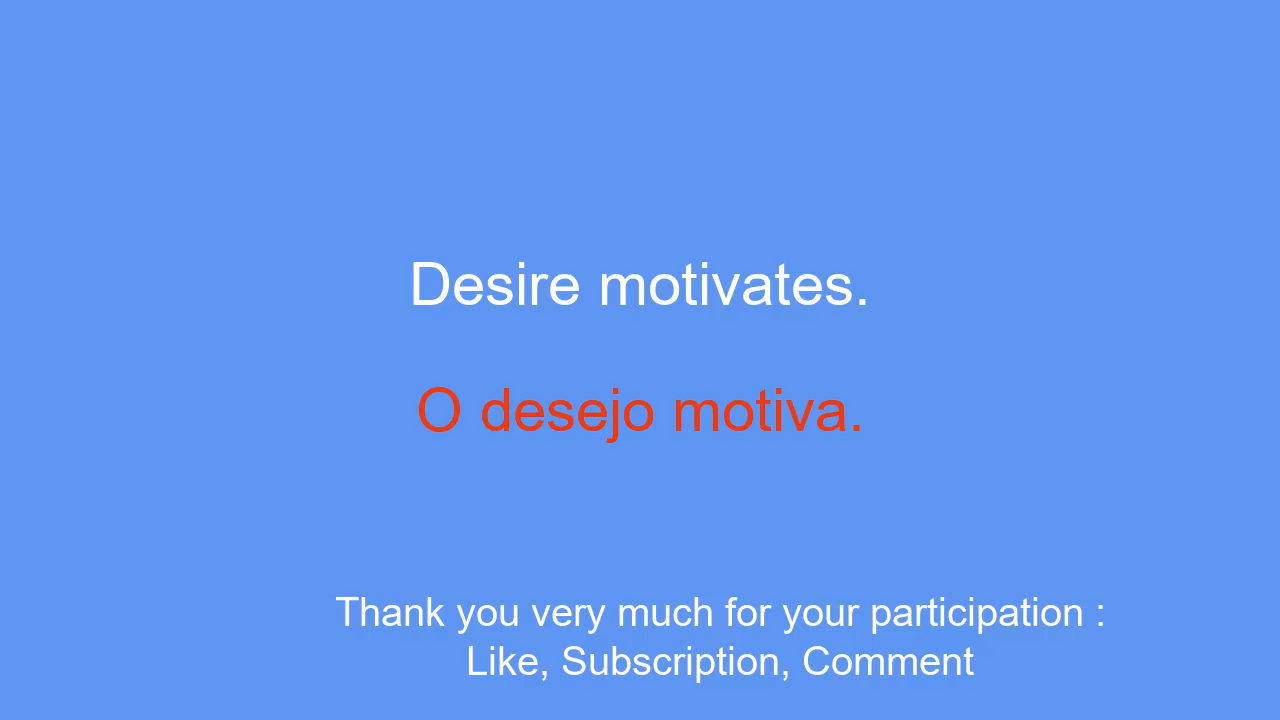 Desire motivates.
O desejo motiva.
Thank you very much for your participation :
Like, Subscription, Comment